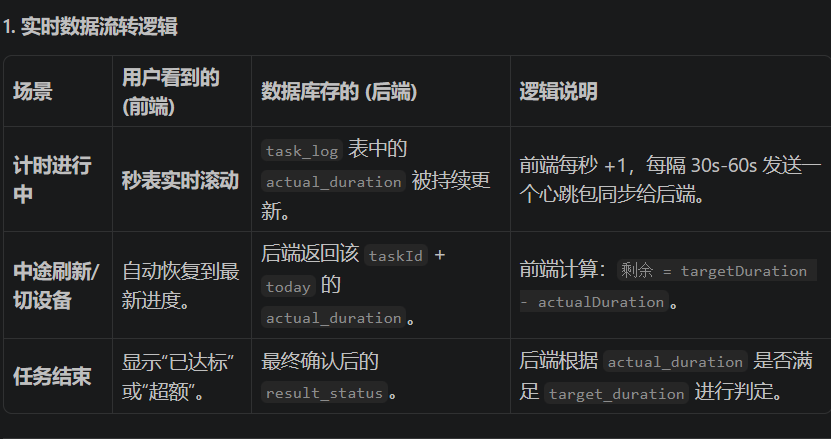 1. 实时数据流转逻辑
场景
用户看到的
(前端)
数据库存的 (后端)
逻辑说明
计时进行
中
秒表实时滚动
task_log 表中的
actual_duration 被持续更
新。
前端每秒 +1，每隔 30s-60s 发送一
个心跳包同步给后端。
中途刷新/
切设备
自动恢复到最
新进度。
后端返回该 taskId +
today 的
actual_duration。
前端计算：剩余 = targetDuration
- actualDuration。
任务结束
显示“已达标”
或“超额”。
最终确认后的
result_status。
后端根据 actual_duration 是否满
足 target_duration 进行判定。